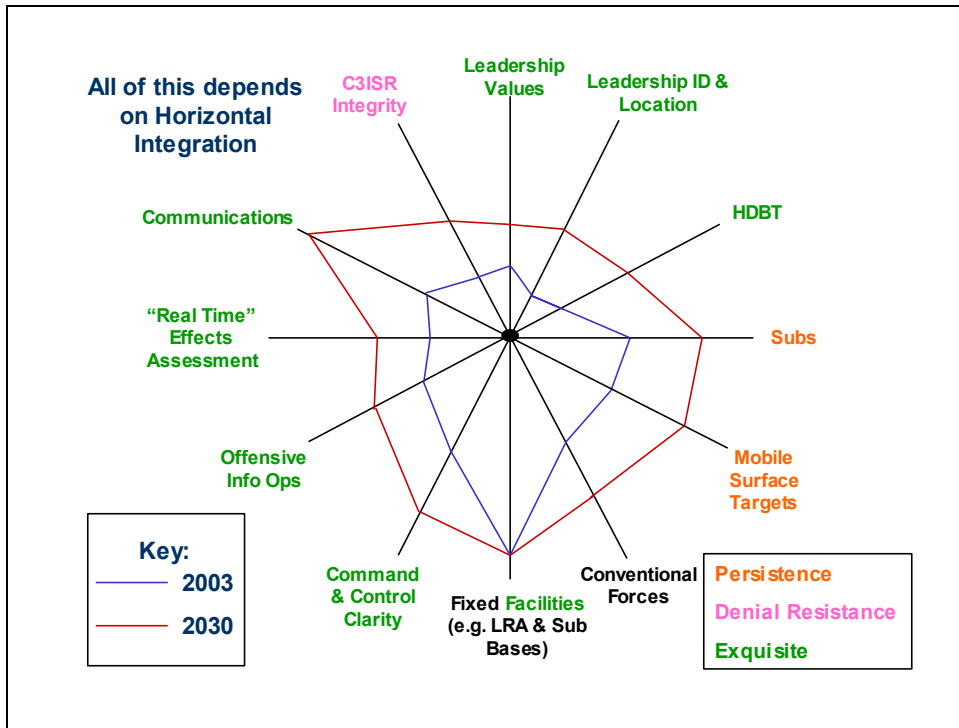 All of this depends
on Horizontal
Integration
C3ISR
Integrity
Leadership
Values
Leadership ID &
Location
Communications
HDBT
“Real Time”
Effects
Assessment
Subs
Offensive
Info Ops
Mobile
Surface
Targets
Command
& Control
Clarity
Fixed Facilities
(e.g. LRA & Sub
Bases)
Conventional
Forces
Key:
2003
2030
Persistence
Denial Resistance
Exquisite